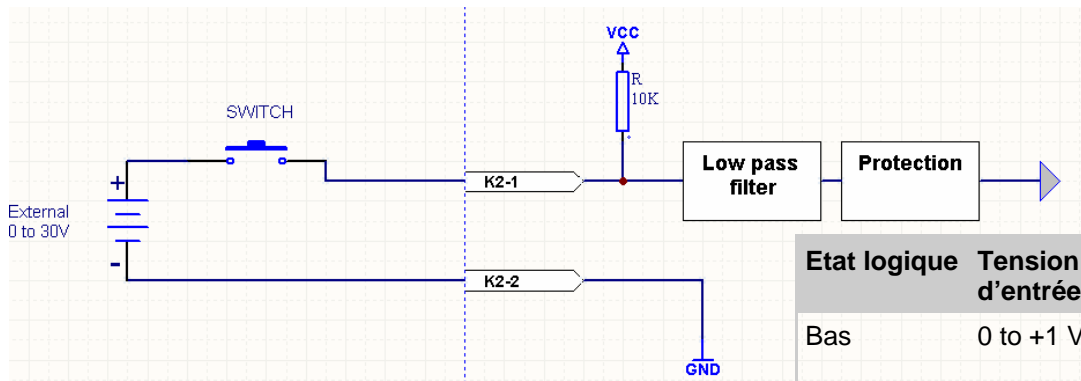 VCC
R
10K
SWITCH
K2-1
Low pass
filter
Protection
+
External
0 to 30V
-
K2-2
GND
Etat logique Tension
d'entrée
Bas 0 to +1 V